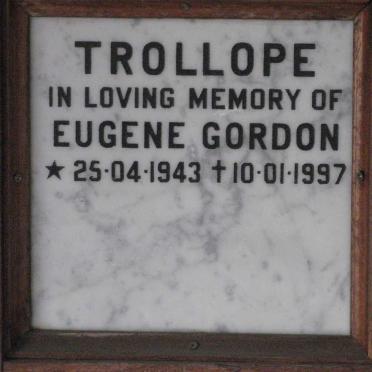 TROLLOPE
IN LOVING MEMORY OF
EUGENE GORDON
★ 25·04·1943 ✝ 10·01·1997